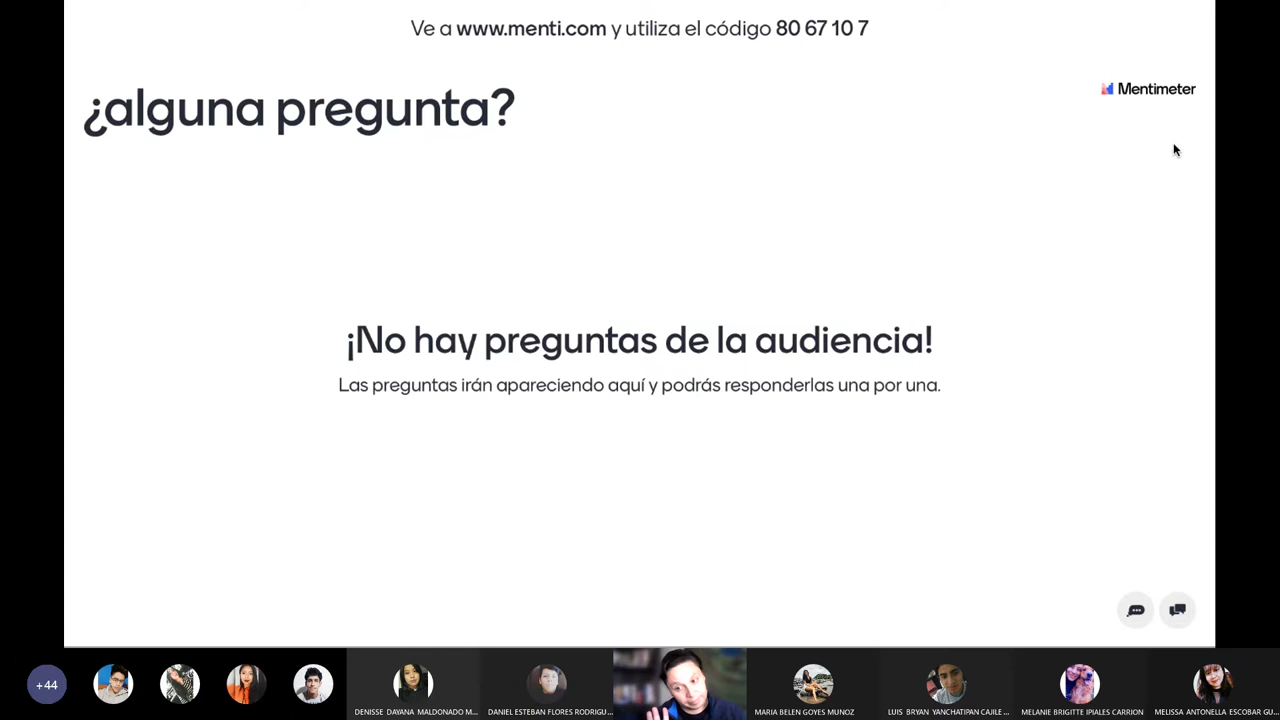 Ve a www.menti.com y utiliza el código 80 67 10 7
¿alguna pregunta?
Mentimeter
¡No hay preguntas de la audiencia!
Las preguntas irán apareciendo aquí y podrás responderlas una por una.
+44
DENISSE DAYANA MALDONADO M...
DANIEL ESTEBAN FLORES RODRIGU...
MARIA BELEN GOYES MUNOZ
LUIS BRYAN YANCHATIPAN CAJILE ...
MELANIE BRIGITTE IPIALES CARRION
MELISSA ANTONELLA ESCOBAR GU...